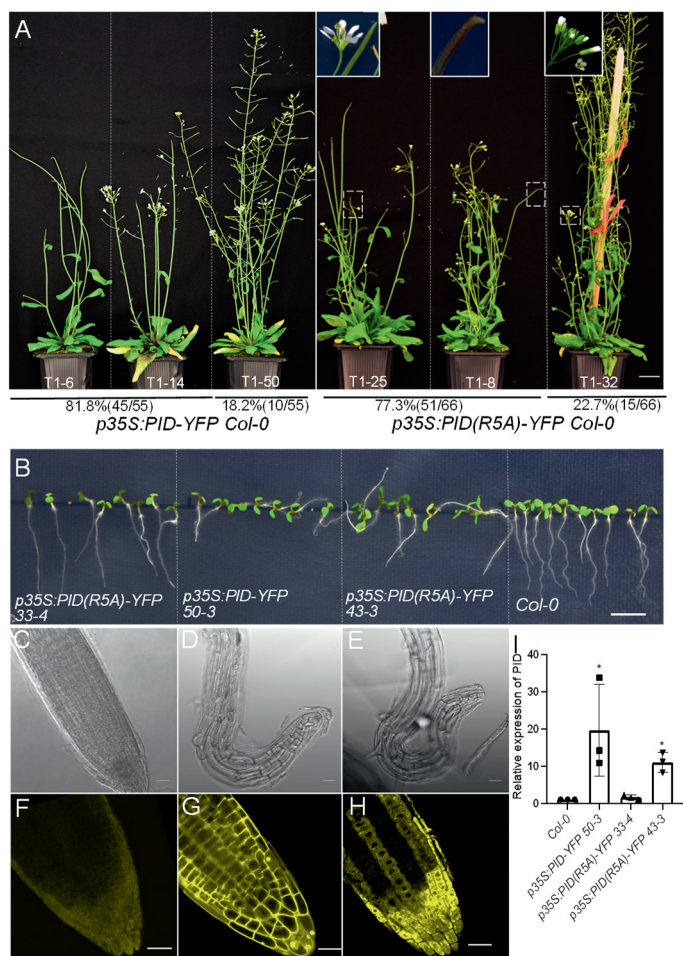 A
T1-6 T1-14 T1-50 T1-25 T1-8 T1-32
81.8%(45/55) 18.2%(10/55) 77.3%(51/66) 22.7%(15/66)
p35S:PID-YFP Col-0 p35S:PID(R5A)-YFP Col-0
B
p35S:PID(R5A)-YFP
33-4
p35S:PID-YFP
50-3
p35S:PID(R5A)-YFP
43-3
Col-0
C D E I
Relative expression of PID
40
30
20
10
0
* *
Col-0
p35S:PID-YFP 50-3
p35S:PID(R5A)-YFP 33-4
p35S:PID(R5A)-YFP 43-3
F G H